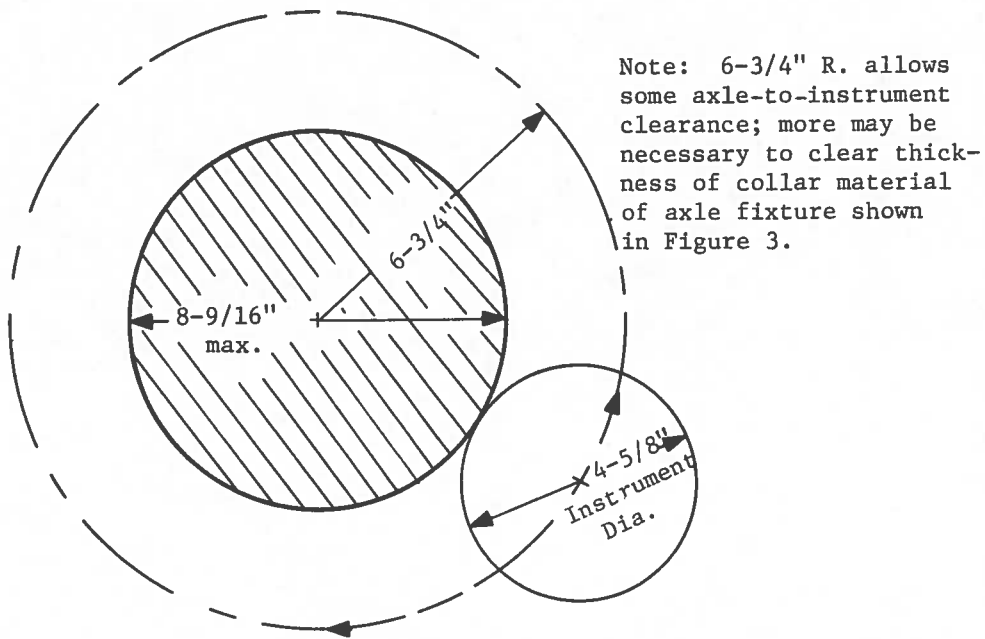 Note: 6-3/4" R. allows
some axle-to-instrument
clearance; more may be
necessary to clear thick-
ness of collar material
of axle fixture shown
in Figure 3.
6-3/4"
8-9/16"
max.
4-5/8"
Instrument
Dia.